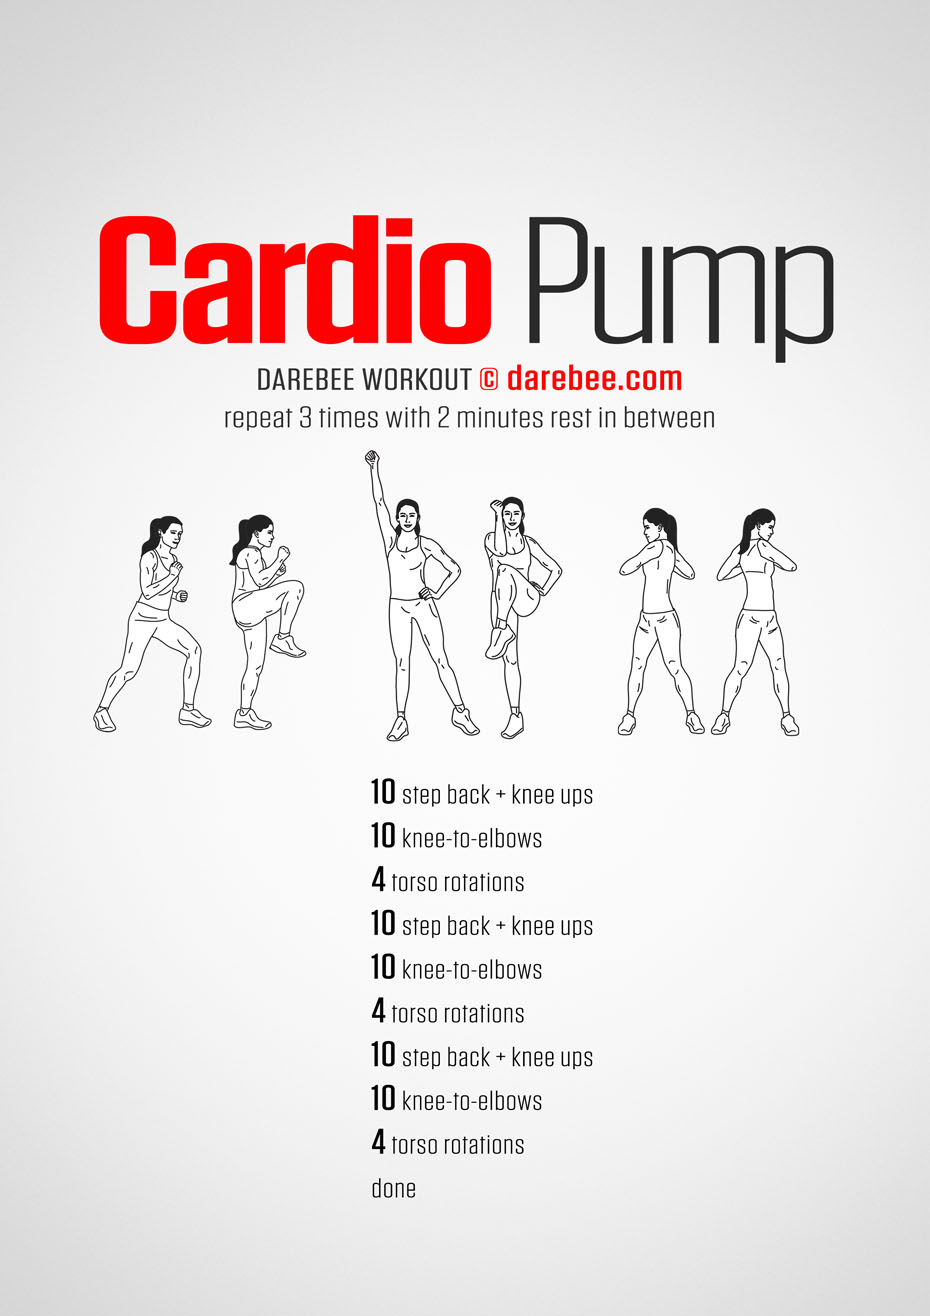 Cardio Pump
DAREBEE WORKOUT © darebee.com
repeat 3 times with 2 minutes rest in between
10 step back + knee ups
10 knee-to-elbows
4 torso rotations
10 step back + knee ups
10 knee-to-elbows
4 torso rotations
10 step back + knee ups
10 knee-to-elbows
4 torso rotations
done